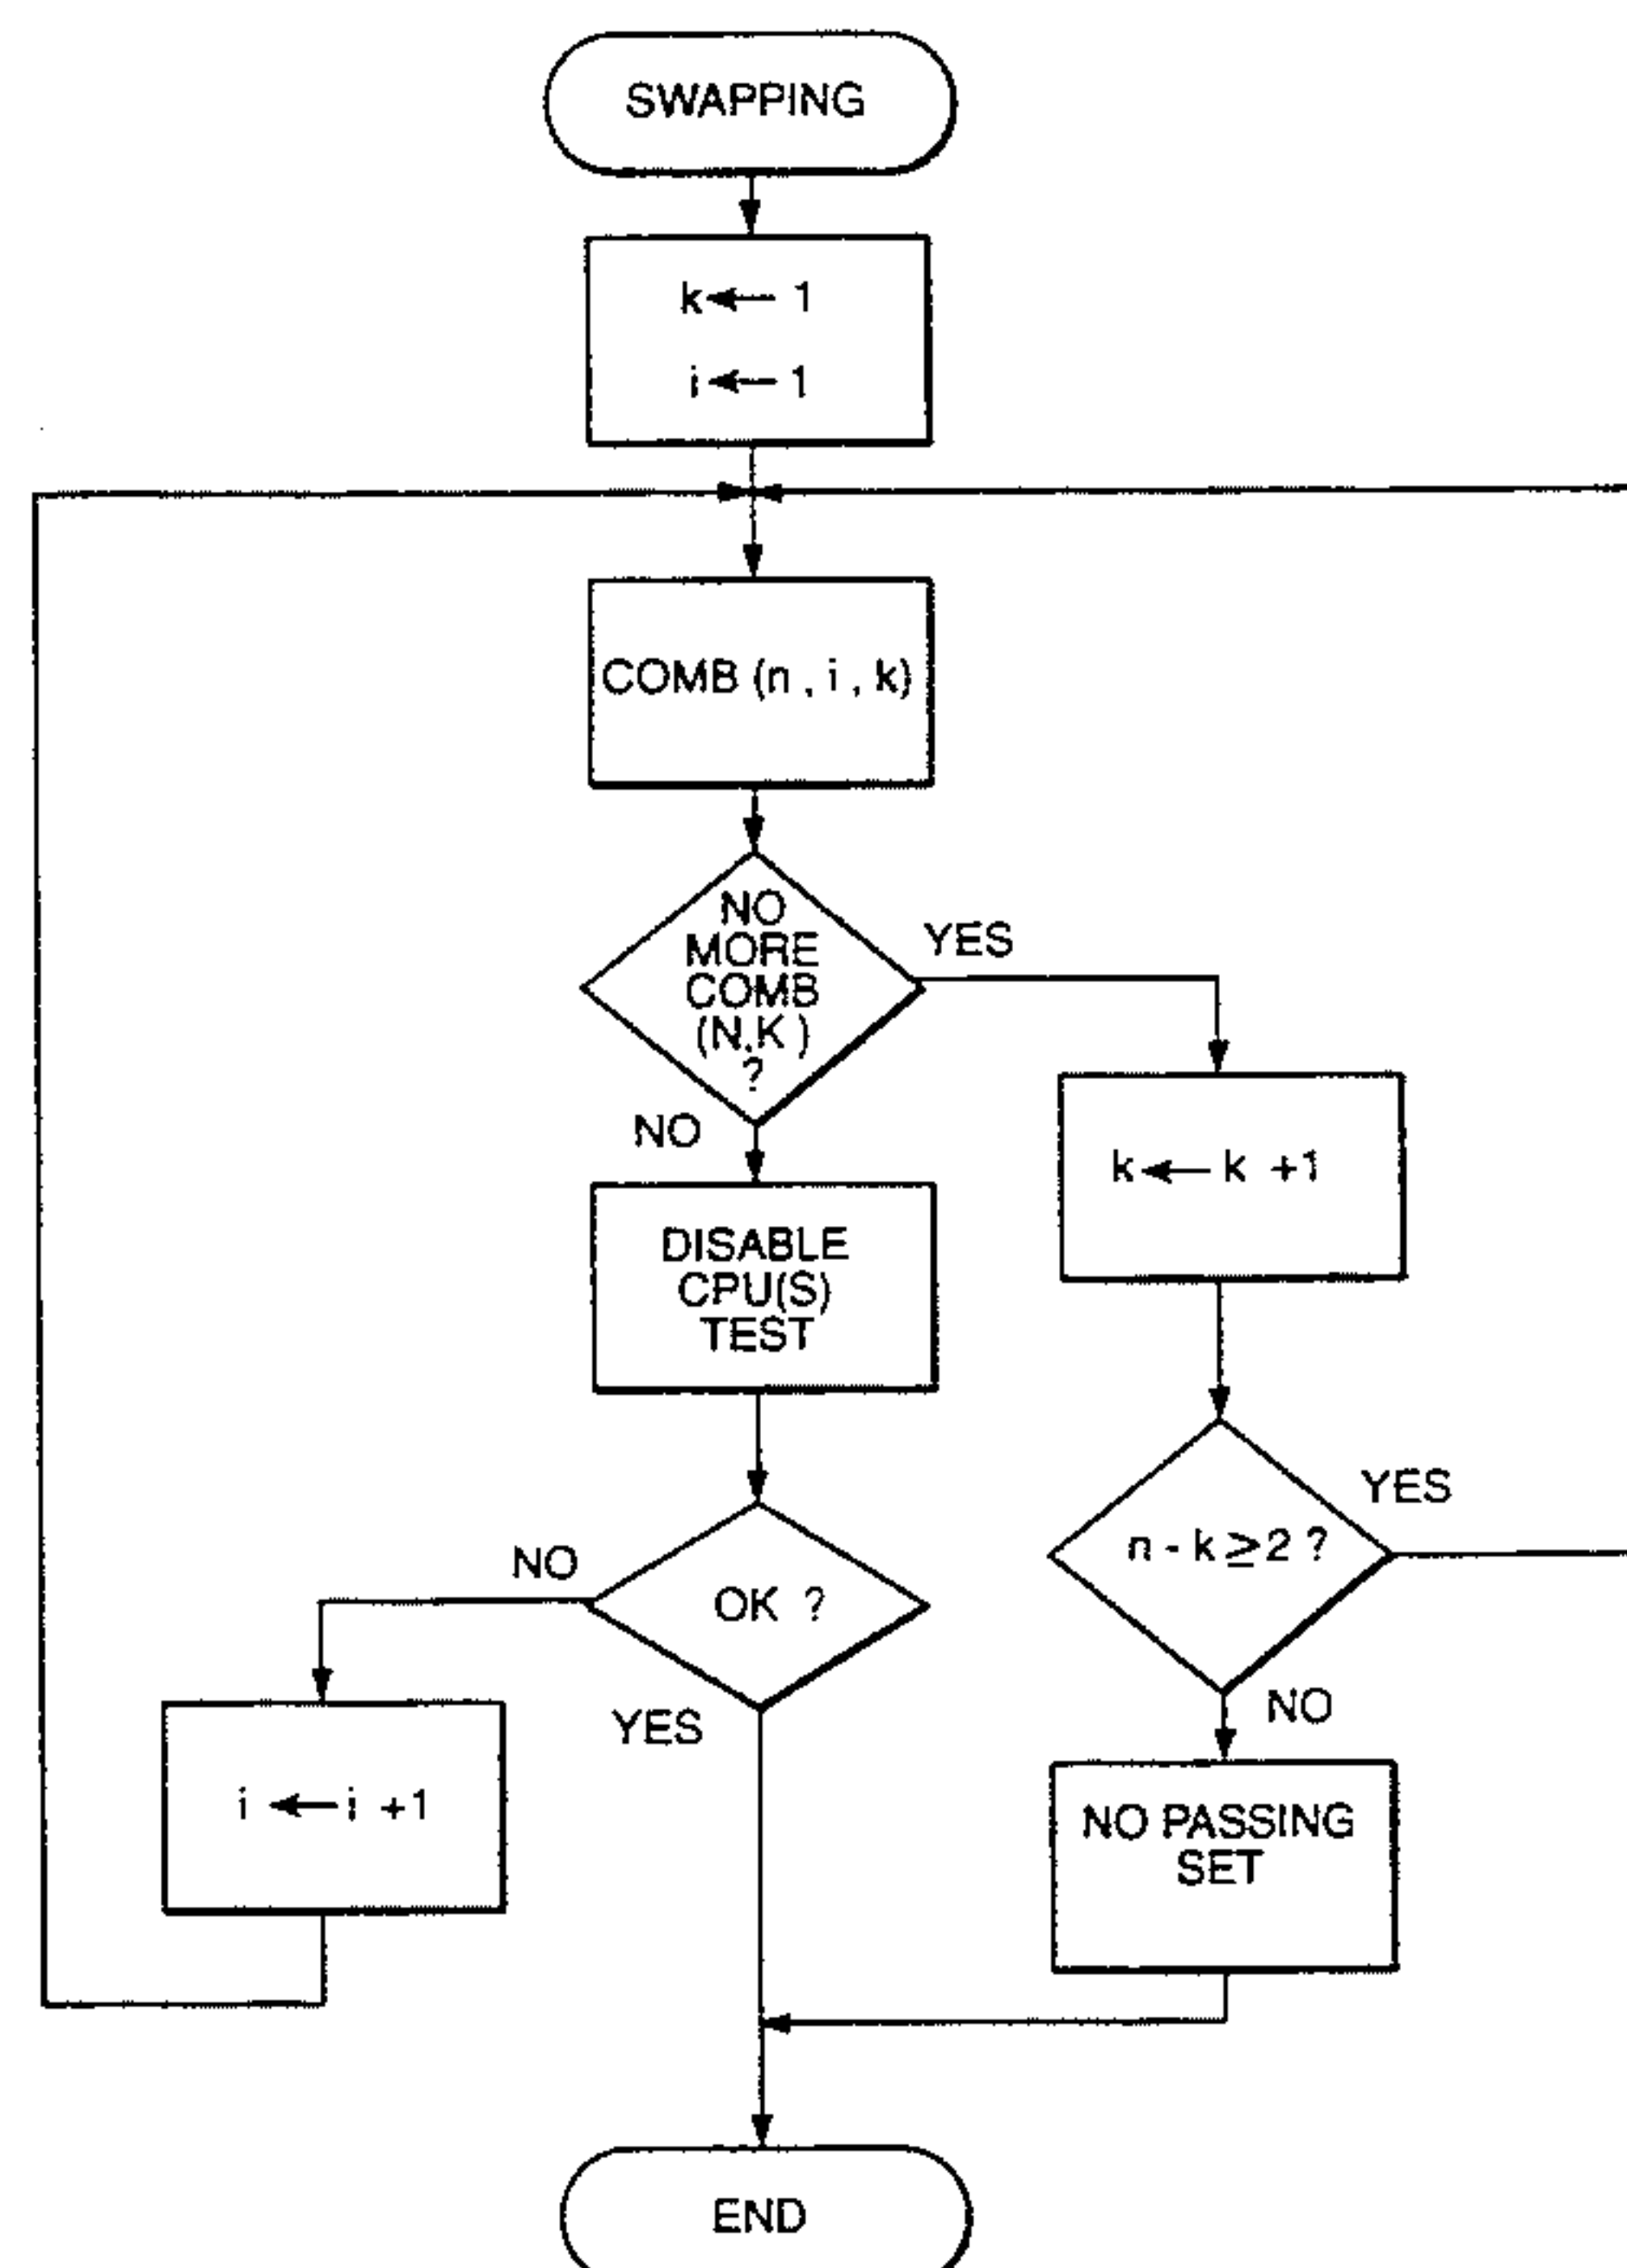 SWAPPING
k ← 1
i ← 1
COMB (n , i , k)
NO
MORE
COMB
(N,K )
?
YES
NO
k ← k +1
DISABLE
CPU(S)
TEST
n - k ≥ 2 ?
YES
NO
OK ?
NO
YES
i ← i +1
NO PASSING
SET
END